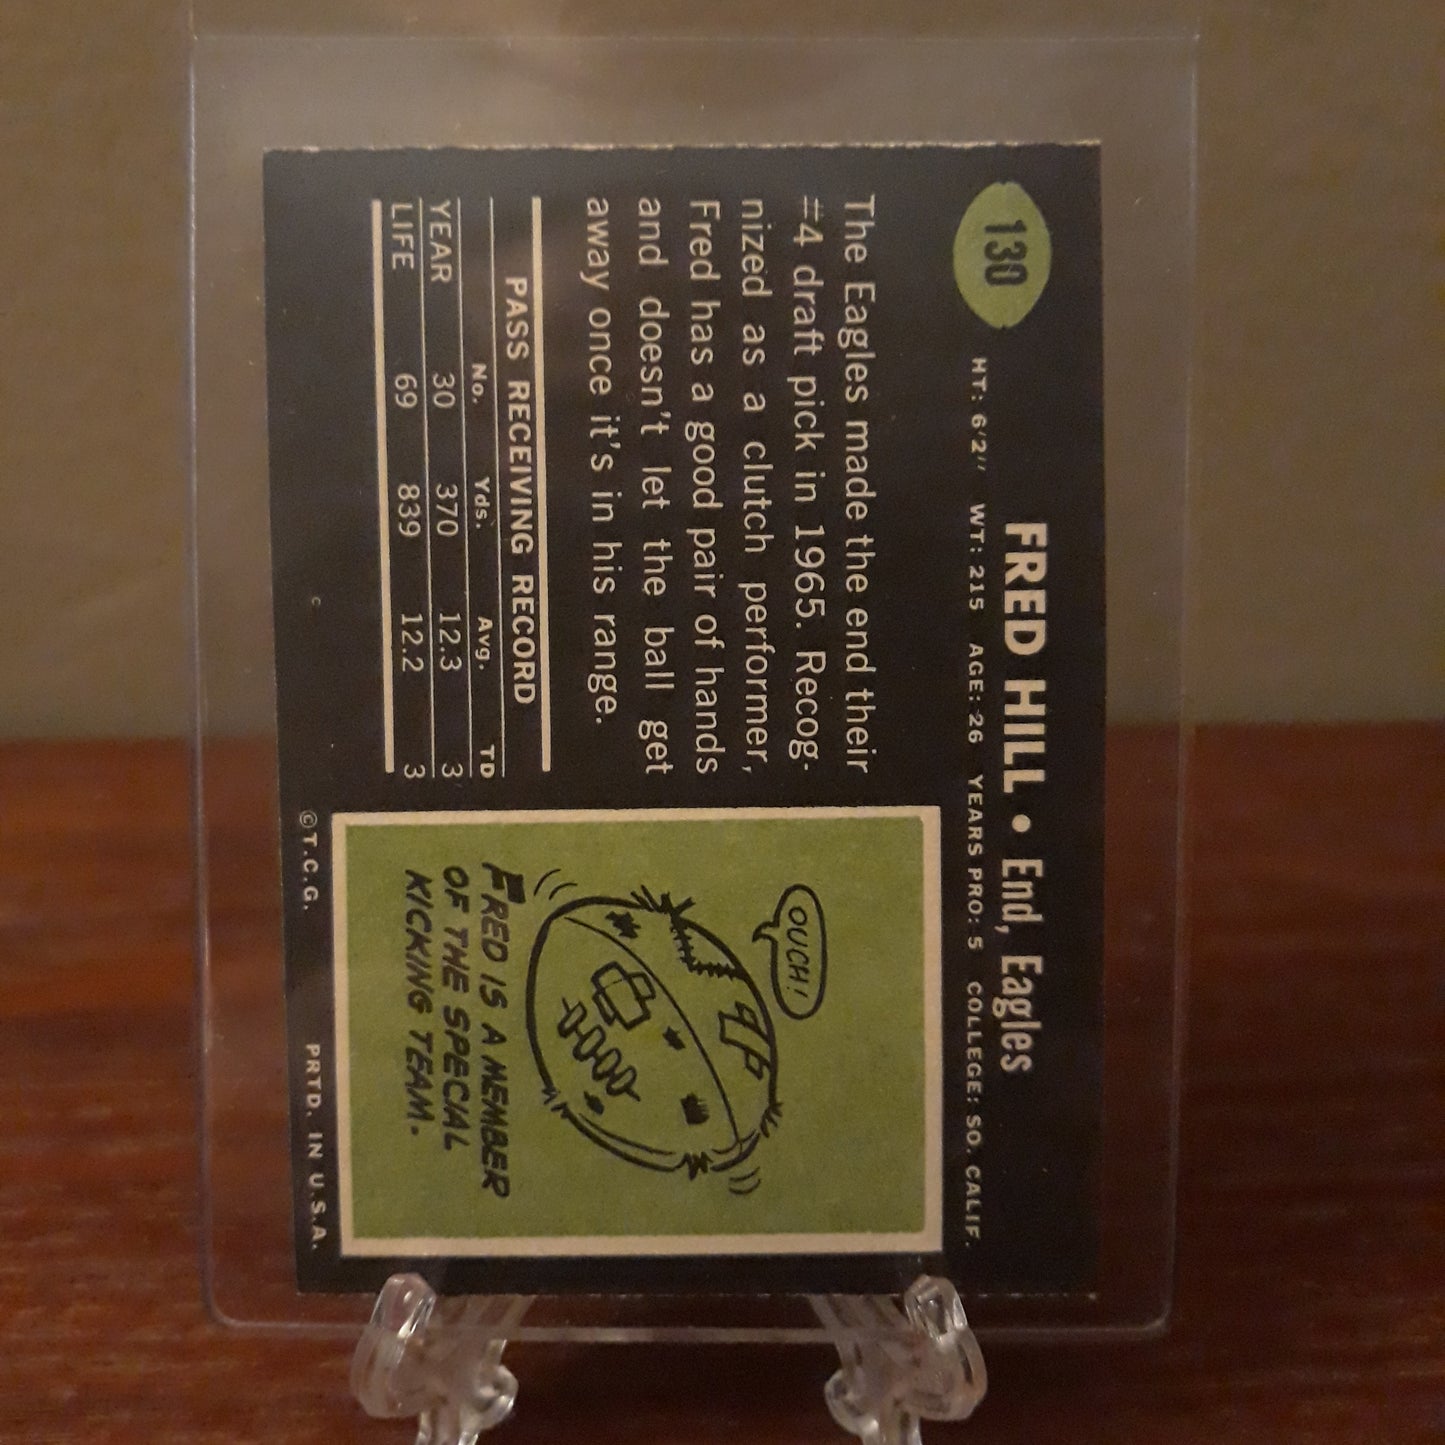 130
FRED HILL • End, Eagles
HT: 6'2" WT: 215 AGE: 26 YEARS PRO: 5 COLLEGE: SO. CALIF.
The Eagles made the end their
#4 draft pick in 1965. Recog-
nized as a clutch performer,
Fred has a good pair of hands
and doesn't let the ball get
away once it's in his range.
PASS RECEIVING RECORD
No. Yds. Avg. TD
YEAR 30 370 12.3 3
LIFE 69 839 12.2 3
OUCH!
FRED IS A MEMBER
OF THE SPECIAL
KICKING TEAM.
©T.C.G. PRTD. IN U.S.A.